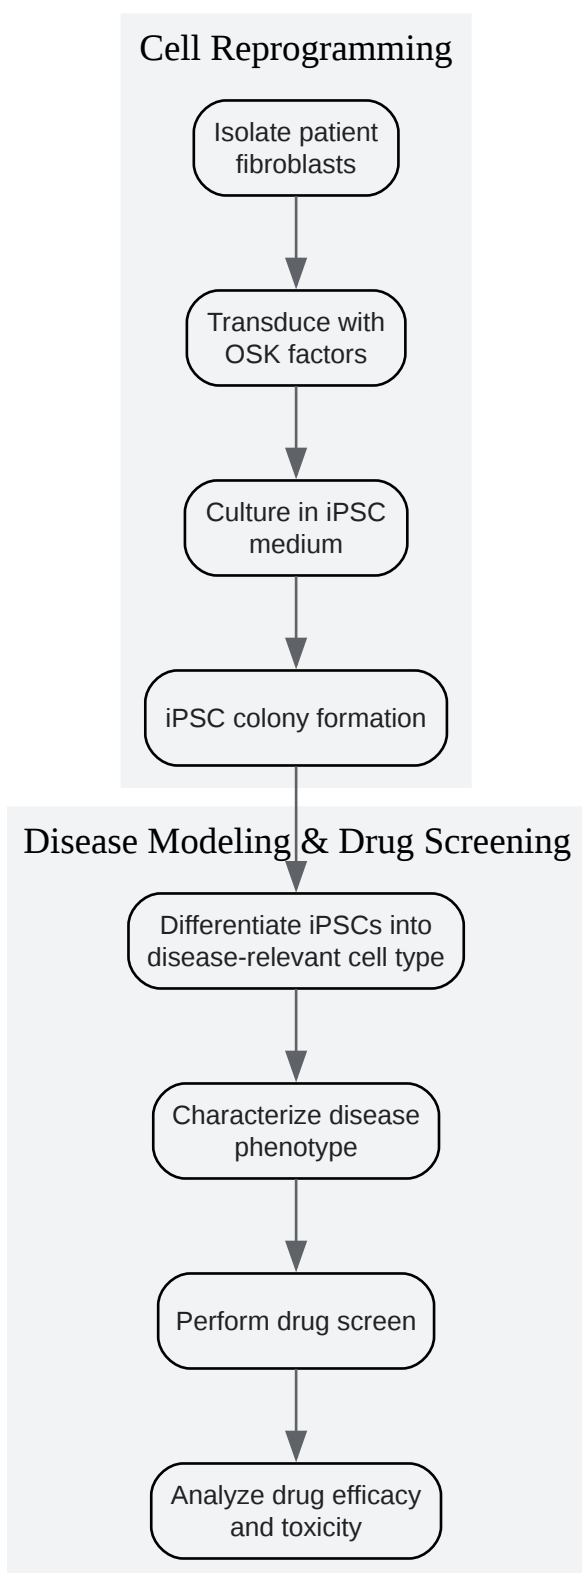 Cell Reprogramming
Isolate patient
fibroblasts
Transduce with
OSK factors
Culture in iPSC
medium
iPSC colony formation
Disease Modeling & Drug Screening
Differentiate iPSCs into
disease-relevant cell type
Characterize disease
phenotype
Perform drug screen
Analyze drug efficacy
and toxicity